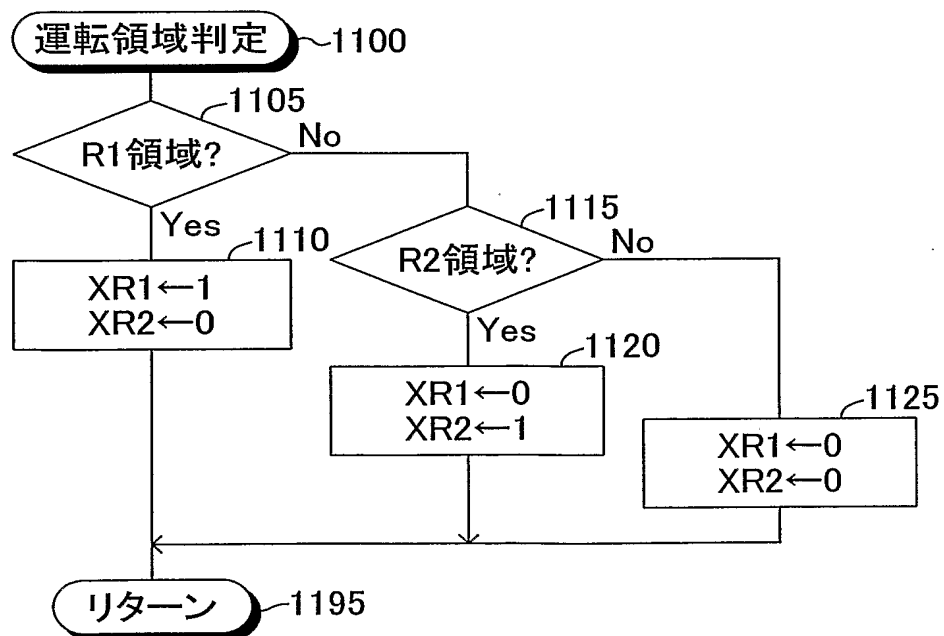 運転領域判定
1100
1105
R1領域?
No
Yes
1110
XR1←1
XR2←0
1115
R2領域?
No
Yes
1120
XR1←0
XR2←1
1125
XR1←0
XR2←0
リターン
1195